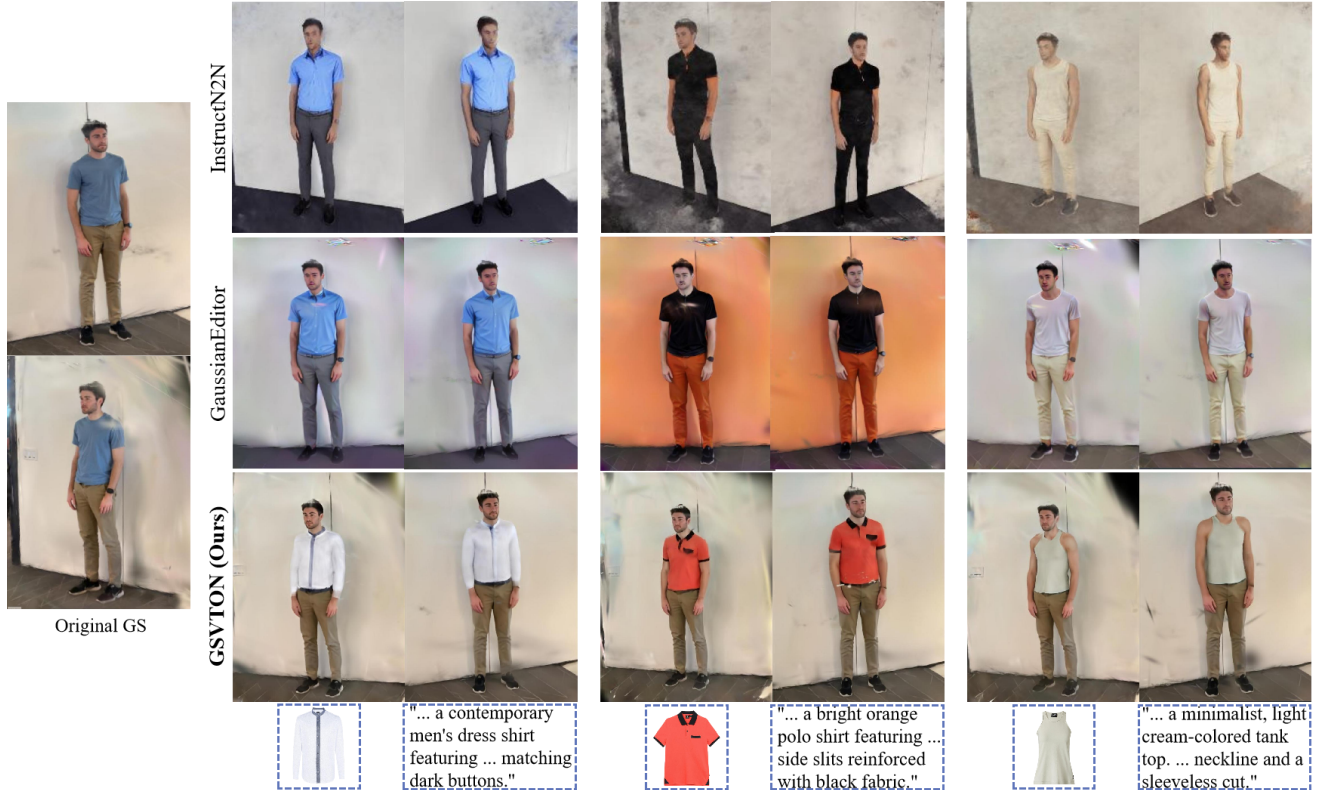 InstructN2N
GaussianEditor
GSVTON (Ours)
Original GS
"... a contemporary
men's dress shirt
featuring ... matching
dark buttons."
"... a bright orange
polo shirt featuring ...
side slits reinforced
with black fabric."
"... a minimalist, light
cream-colored tank
top. ... neckline and a
sleeveless cut."